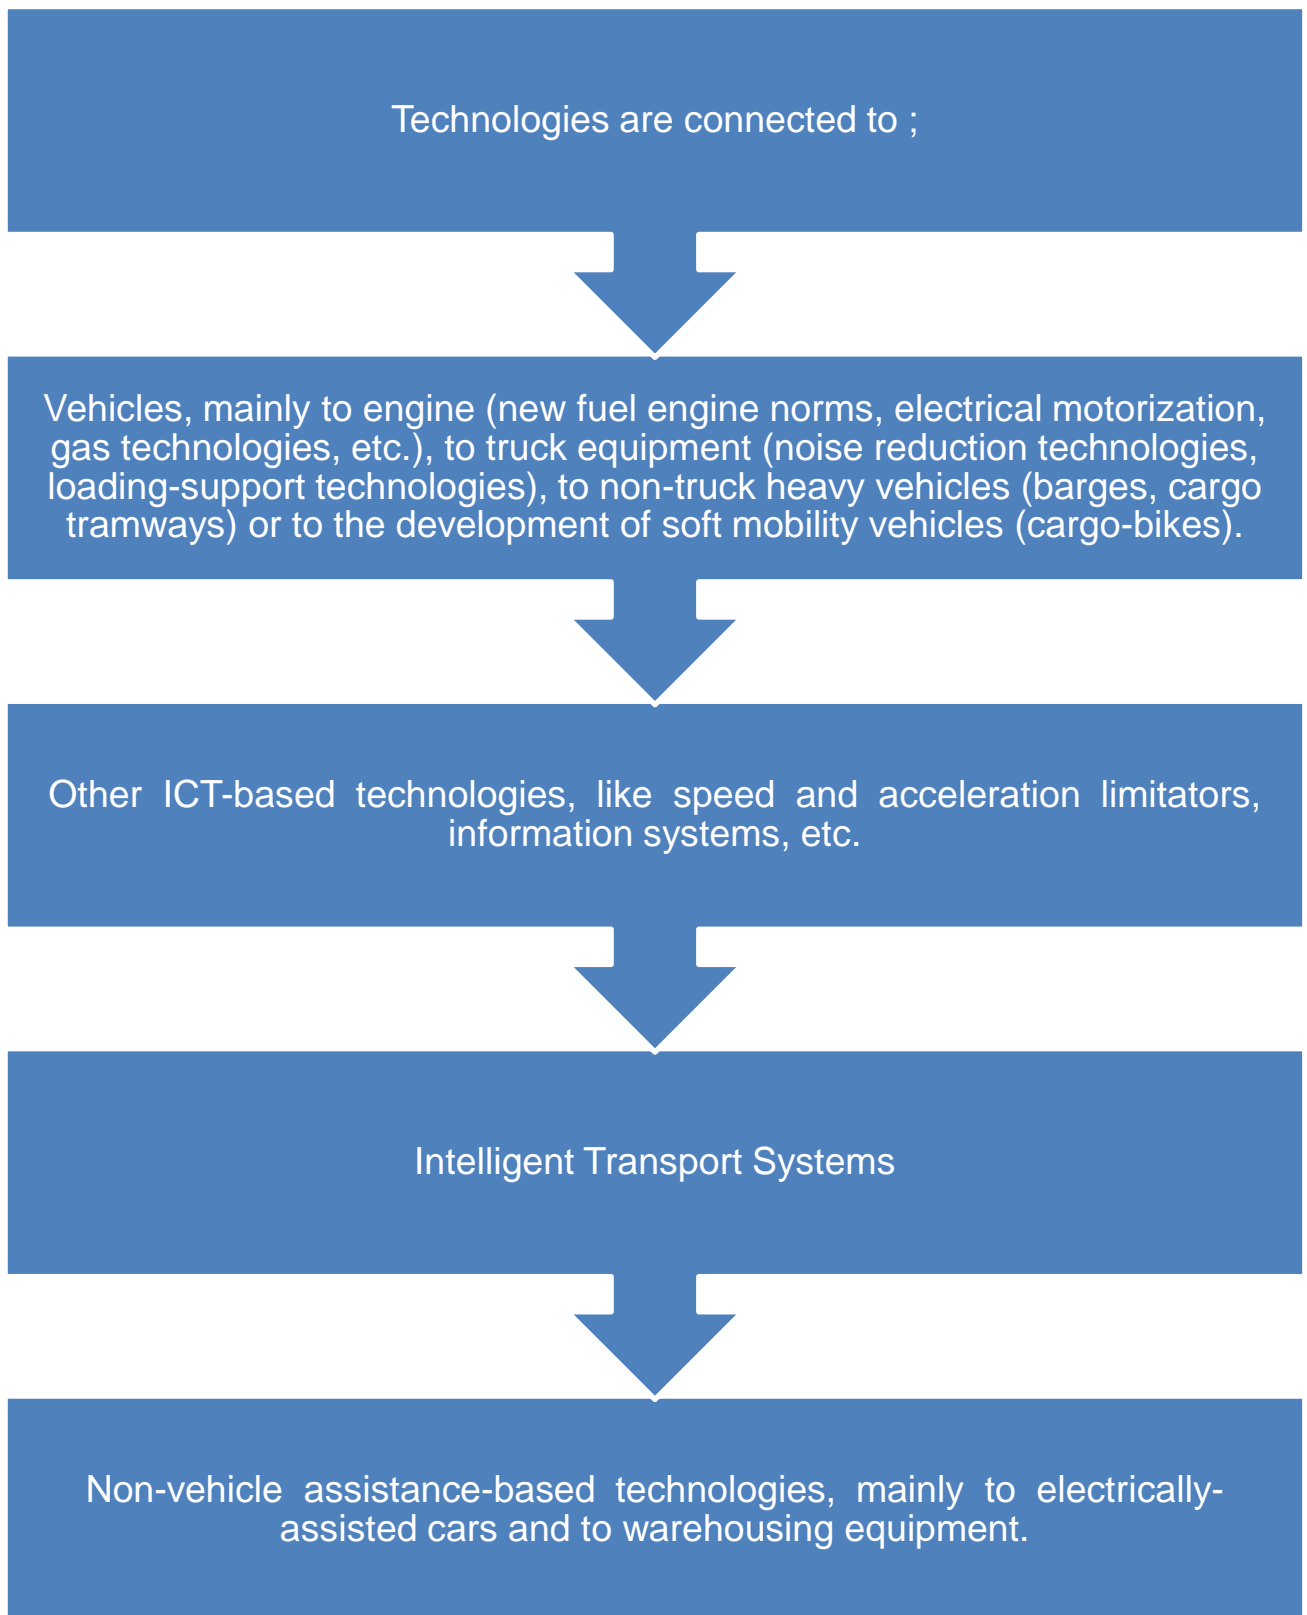 Technologies are connected to ;
Vehicles, mainly to engine (new fuel engine norms, electrical motorization,
gas technologies, etc.), to truck equipment (noise reduction technologies,
loading-support technologies), to non-truck heavy vehicles (barges, cargo
tramways) or to the development of soft mobility vehicles (cargo-bikes).
Other ICT-based technologies, like speed and acceleration limitators,
information systems, etc.
Intelligent Transport Systems
Non-vehicle assistance-based technologies, mainly to electrically-
assisted cars and to warehousing equipment.